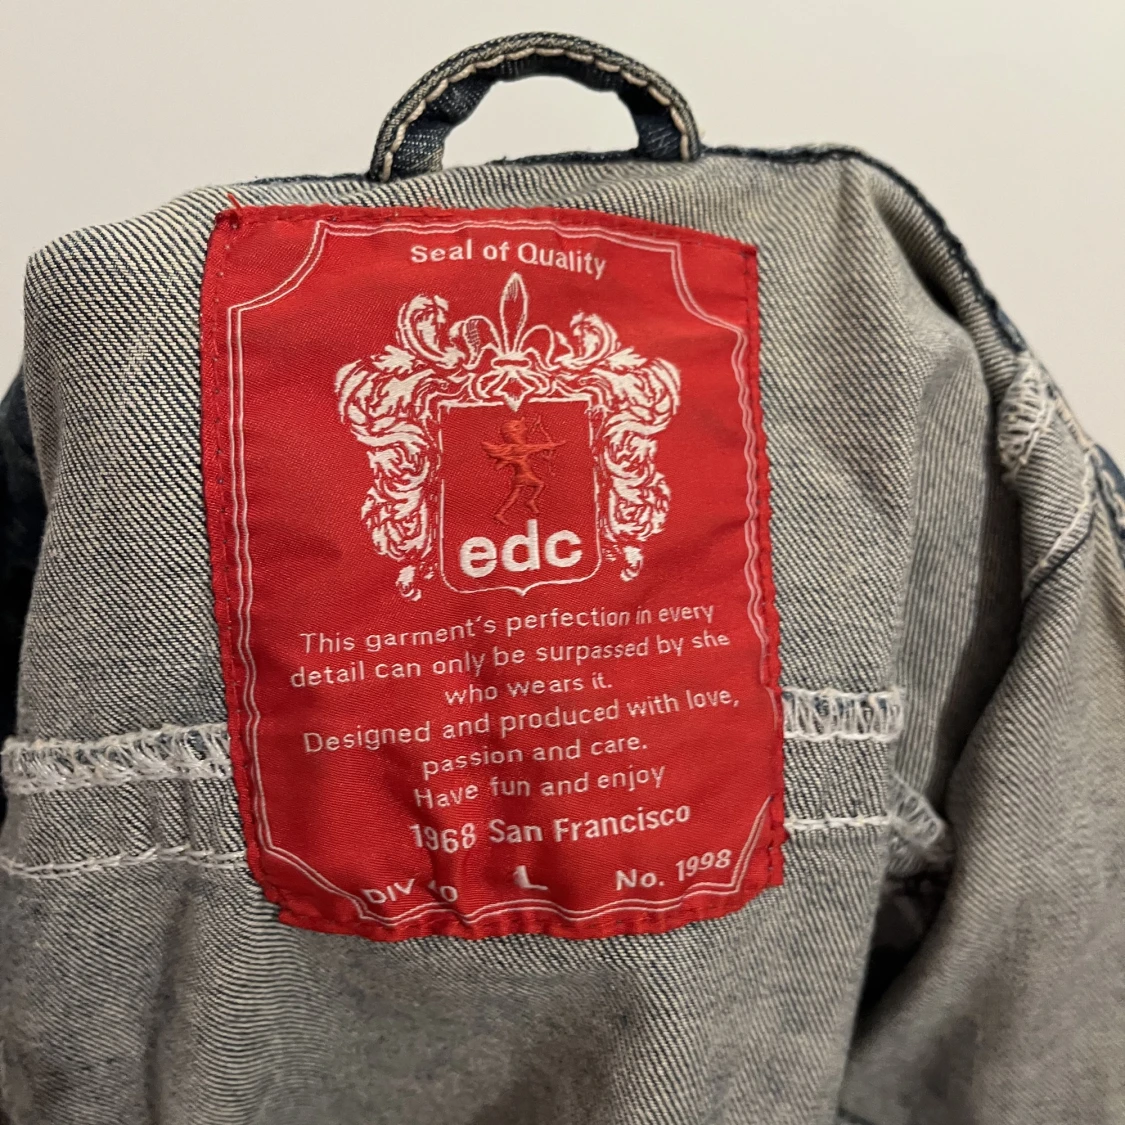 Seal of Quality
edc
This garment's perfection in every
detail can only be surpassed by she
who wears it.
Designed and produced with love,
passion and care.
Have fun and enjoy
1968 San Francisco
DIV L No. 1998